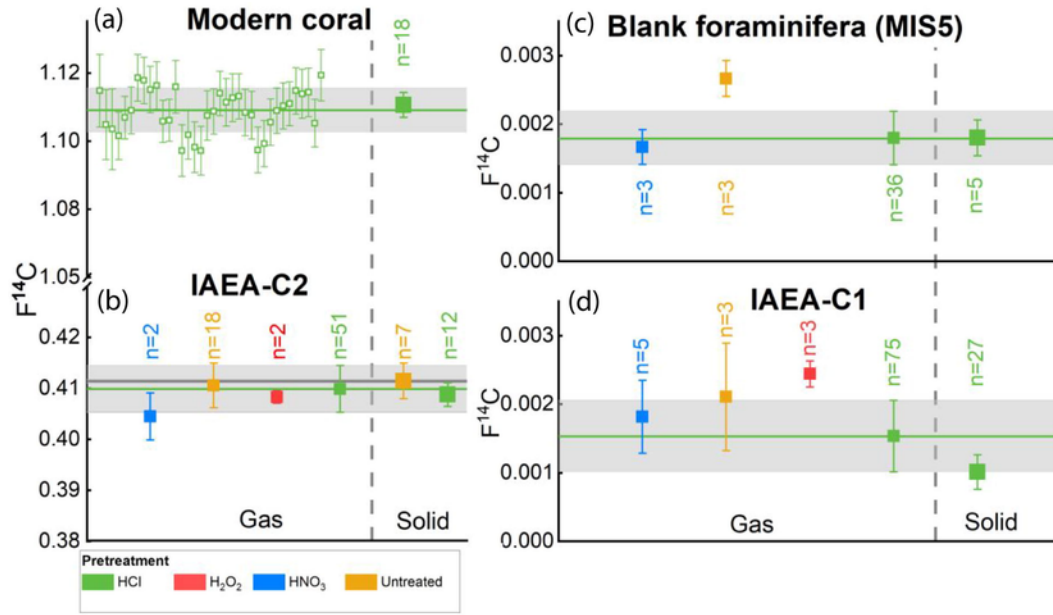 (a)
Modern coral
n=18
1.12
1.10
1.08
1.05
F¹⁴C
(b)
IAEA-C2
n=2
n=18
n=2
n=51
n=7
n=12
0.42
0.41
0.40
0.39
0.38
Gas
Solid
Pretreatment
HCl
H₂O₂
HNO₃
Untreated
(c)
Blank foraminifera (MIS5)
0.003
0.002
0.001
0.000
F¹⁴C
n=3
n=3
n=36
n=5
(d)
IAEA-C1
n=5
n=3
n=3
n=75
n=27
0.003
0.002
0.001
0.000
F¹⁴C
Gas
Solid